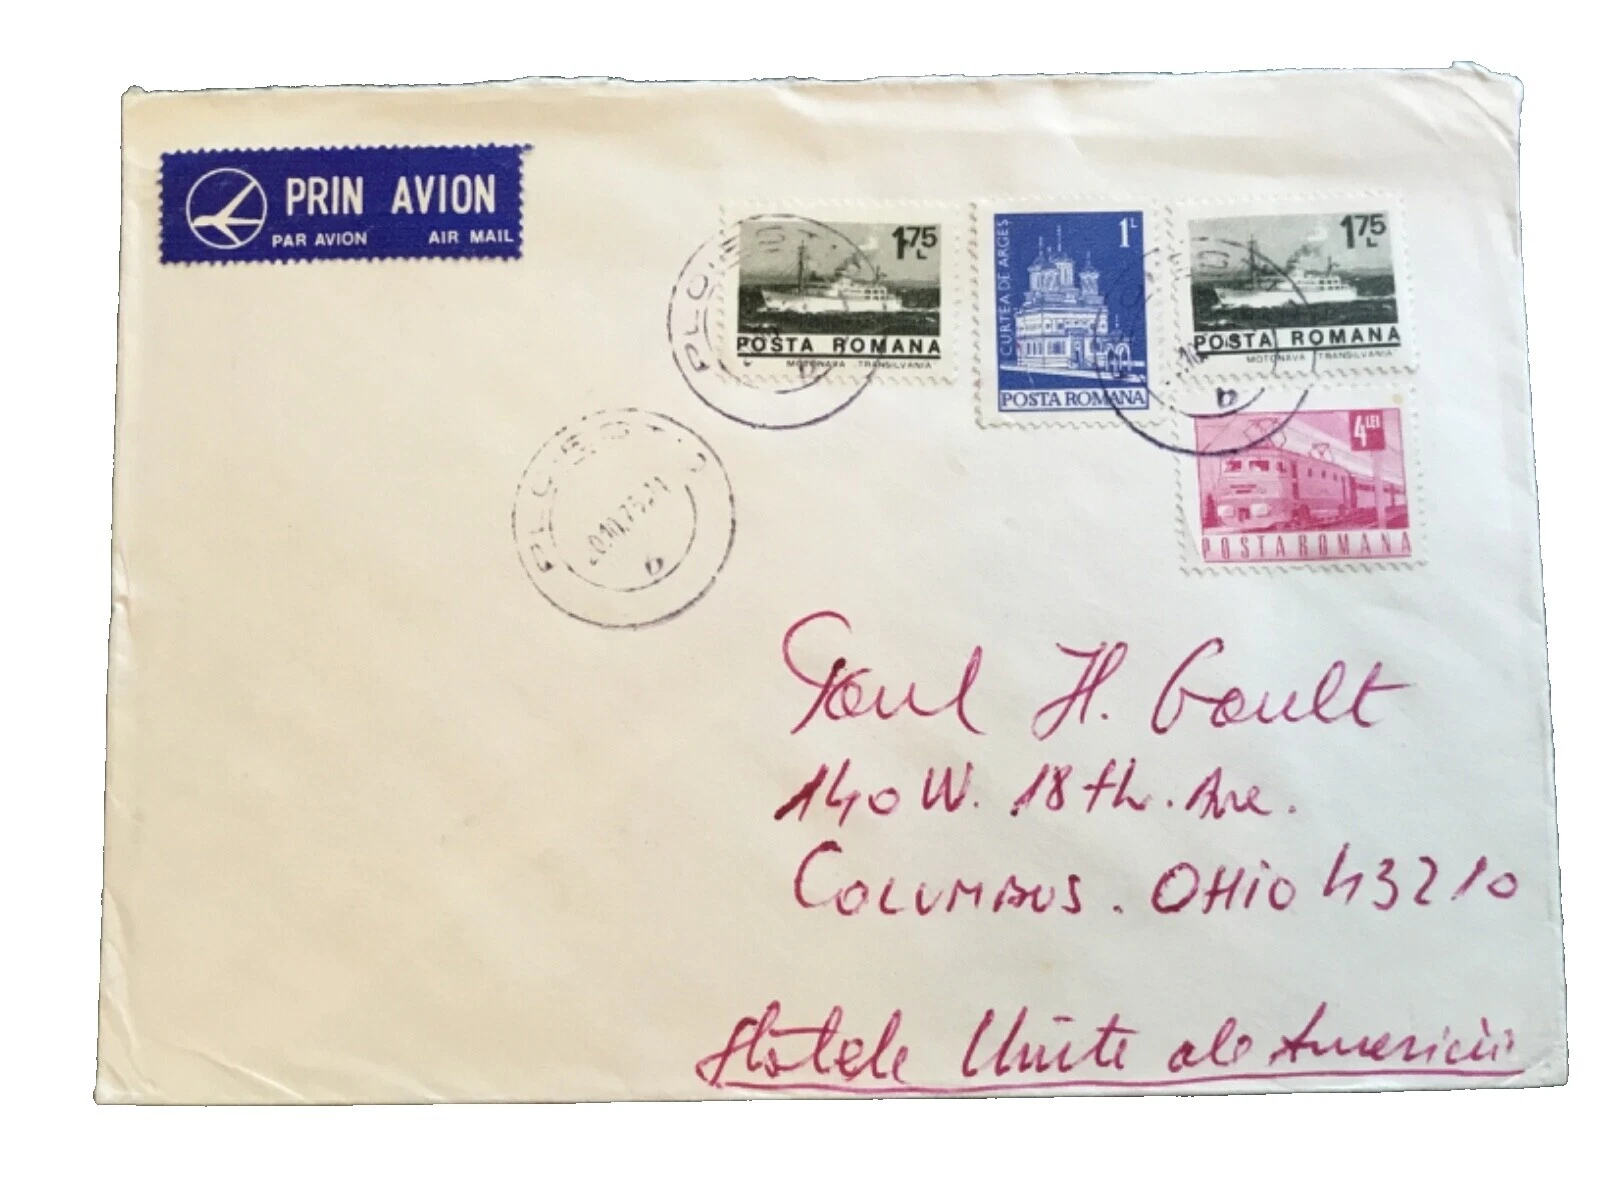 PRIN AVION
PAR AVION AIR MAIL
1.75 L
POSTA ROMANA
MOTONAVA TRANSILVANIA
CURTEA DE ARGEŞ
1 L
POSTA ROMANA
1.75 L
POSTA ROMANA
MOTONAVA TRANSILVANIA
4 LEI
POSTA ROMANA
b
b
b
Paul H. Gault
140 W. 18th. Ave.
COLUMBUS. OHIO 43210
Statele Unite ale Americii